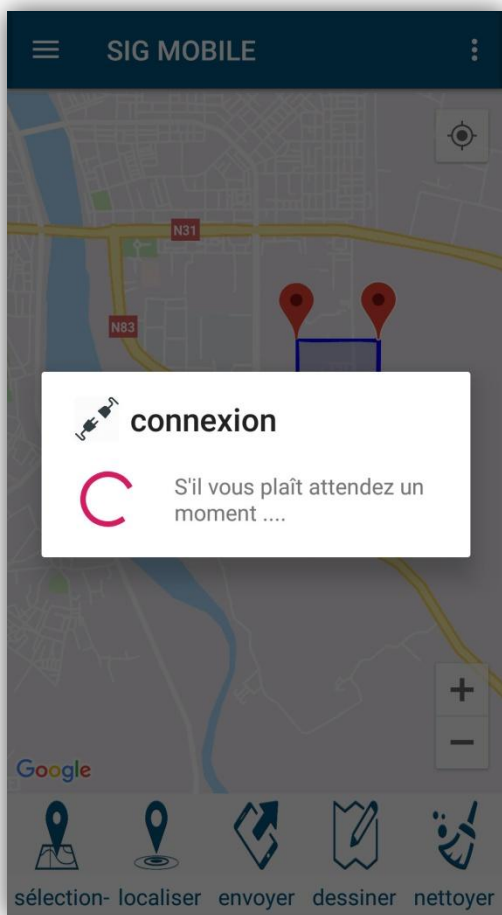 SIG MOBILE
N31
N83
connexion
S'il vous plaît attendez un
moment ....
Google
sélection- localiser envoyer dessiner nettoyer